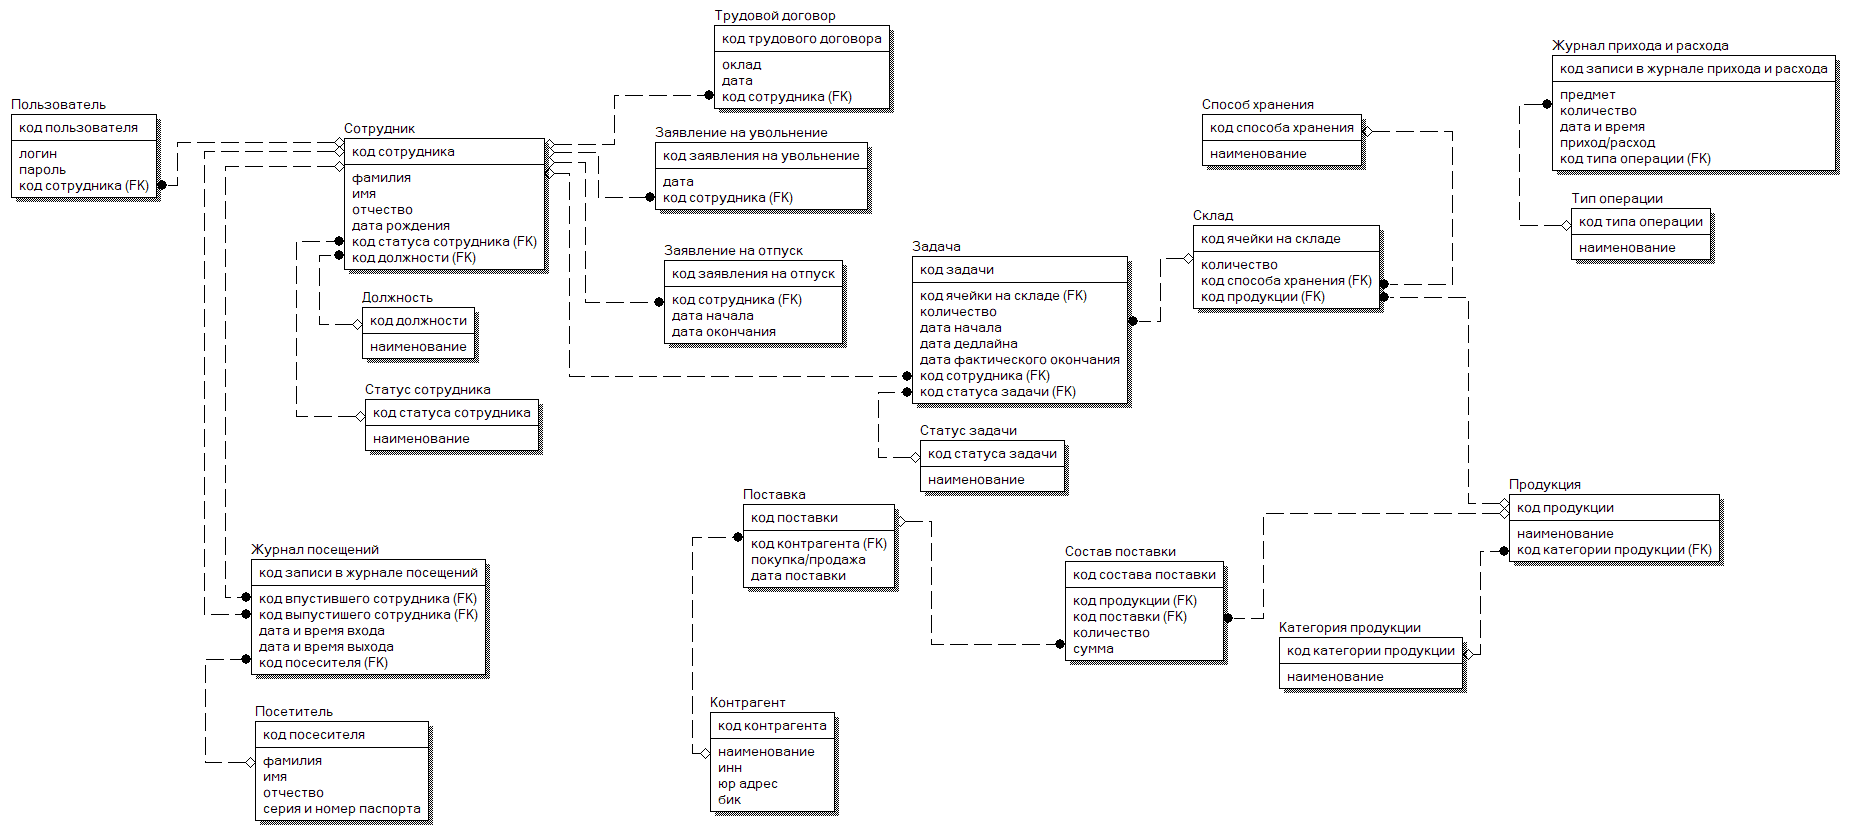 Пользователь
код пользователя
логин
пароль
код сотрудника (FK)
Сотрудник
код сотрудника
фамилия
имя
отчество
дата рождения
код статуса сотрудника (FK)
код должности (FK)
Должность
код должности
наименование
Статус сотрудника
код статуса сотрудника
наименование
Журнал посещений
код записи в журнале посещений
код впустившего сотрудника (FK)
код выпустишего сотрудника (FK)
дата и время входа
дата и время выхода
код посесителя (FK)
Посетитель
код посесителя
фамилия
имя
отчество
серия и номер паспорта
Трудовой договор
код трудового договора
оклад
дата
код сотрудника (FK)
Заявление на увольнение
код заявления на увольнение
дата
код сотрудника (FK)
Заявление на отпуск
код заявления на отпуск
код сотрудника (FK)
дата начала
дата окончания
Задача
код задачи
код ячейки на складе (FK)
количество
дата начала
дата дедлайна
дата фактического окончания
код сотрудника (FK)
код статуса задачи (FK)
Статус задачи
код статуса задачи
наименование
Поставка
код поставки
код контрагента (FK)
покупка/продажа
дата поставки
Контрагент
код контрагента
наименование
инн
юр адрес
бик
Состав поставки
код состава поставки
код продукции (FK)
код поставки (FK)
количество
сумма
Способ хранения
код способа хранения
наименование
Склад
код ячейки на складе
количество
код способа хранения (FK)
код продукции (FK)
Журнал прихода и расхода
код записи в журнале прихода и расхода
предмет
количество
дата и время
приход/расход
код типа операции (FK)
Тип операции
код типа операции
наименование
Продукция
код продукции
наименование
код категории продукции (FK)
Категория продукции
код категории продукции
наименование